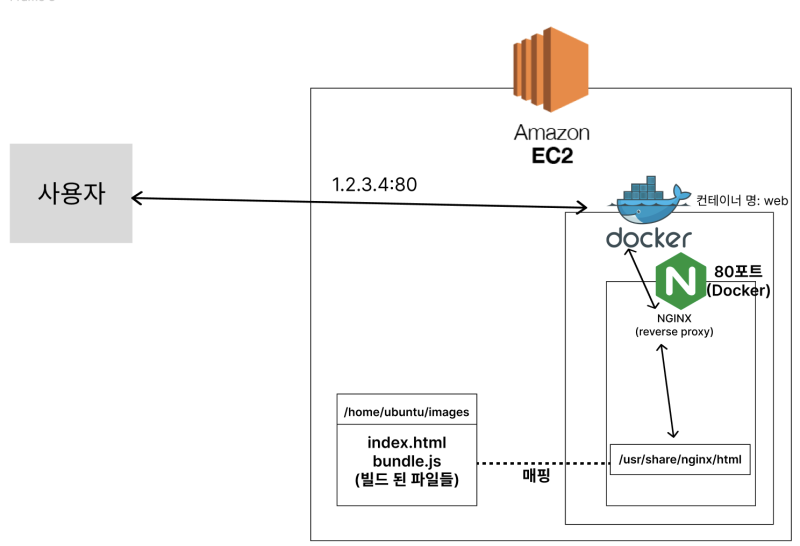 Amazon
EC2
사용자
1.2.3.4:80
컨테이너 명: web
docker
N
80포트
(Docker)
NGINX
(reverse proxy)
/home/ubuntu/images
index.html
bundle.js
(빌드 된 파일들)
매핑
/usr/share/nginx/html